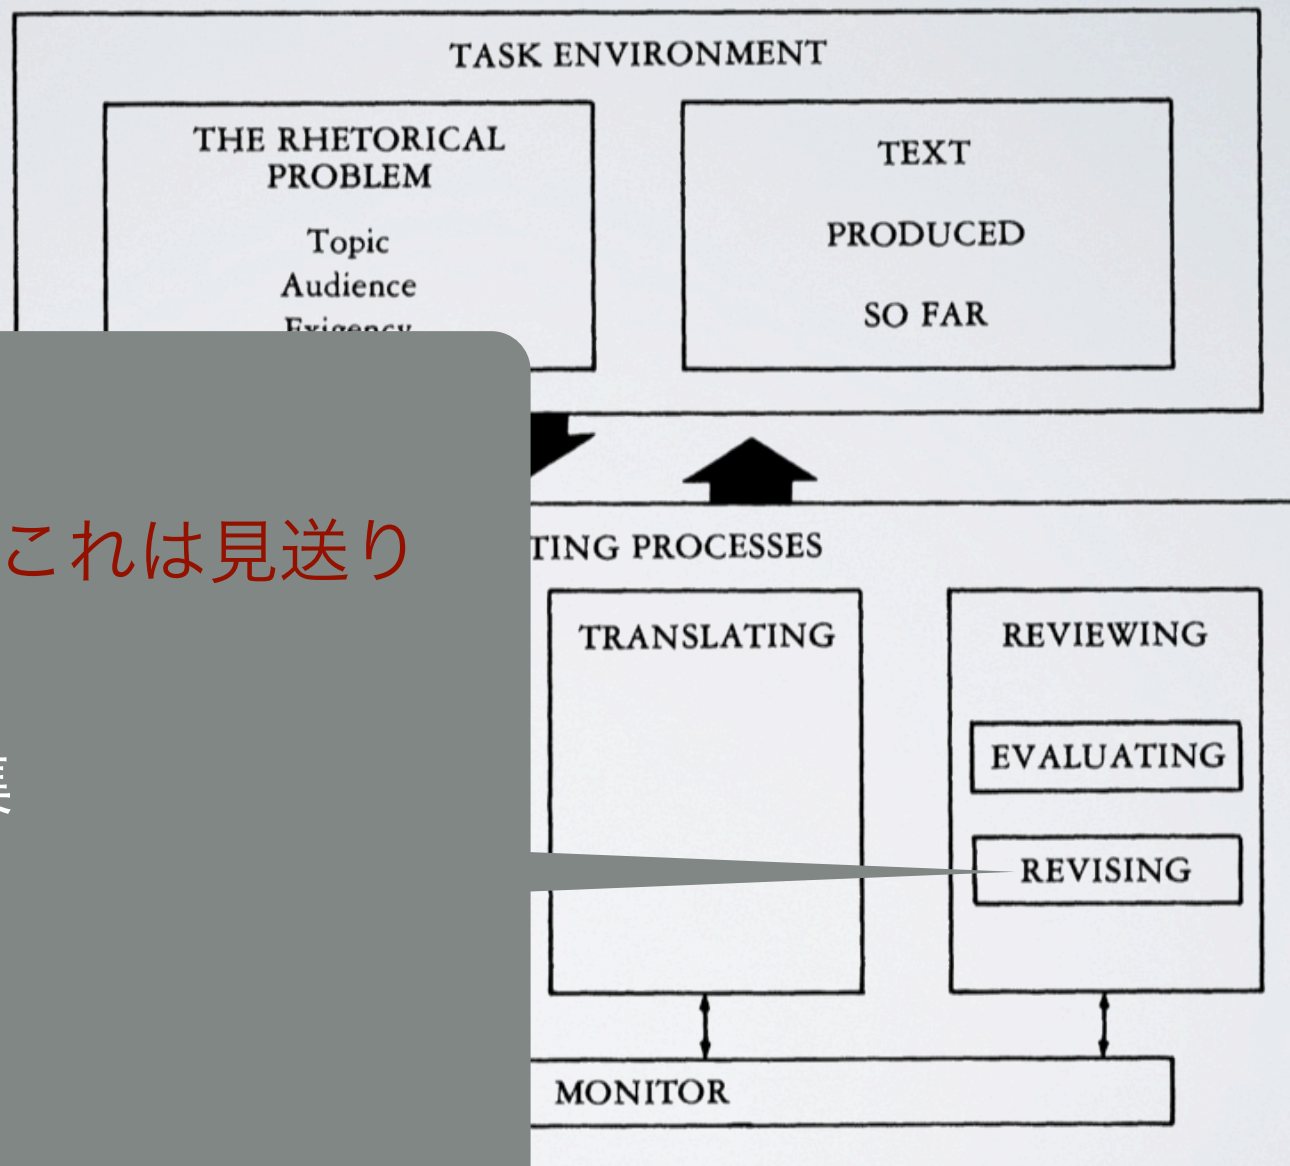 TASK ENVIRONMENT
THE RHETORICAL
PROBLEM
Topic
Audience
Exigency
TEXT
PRODUCED
SO FAR
これは見送り
TING PROCESSES
TRANSLATING
REVIEWING
EVALUATING
REVISING
MONITOR